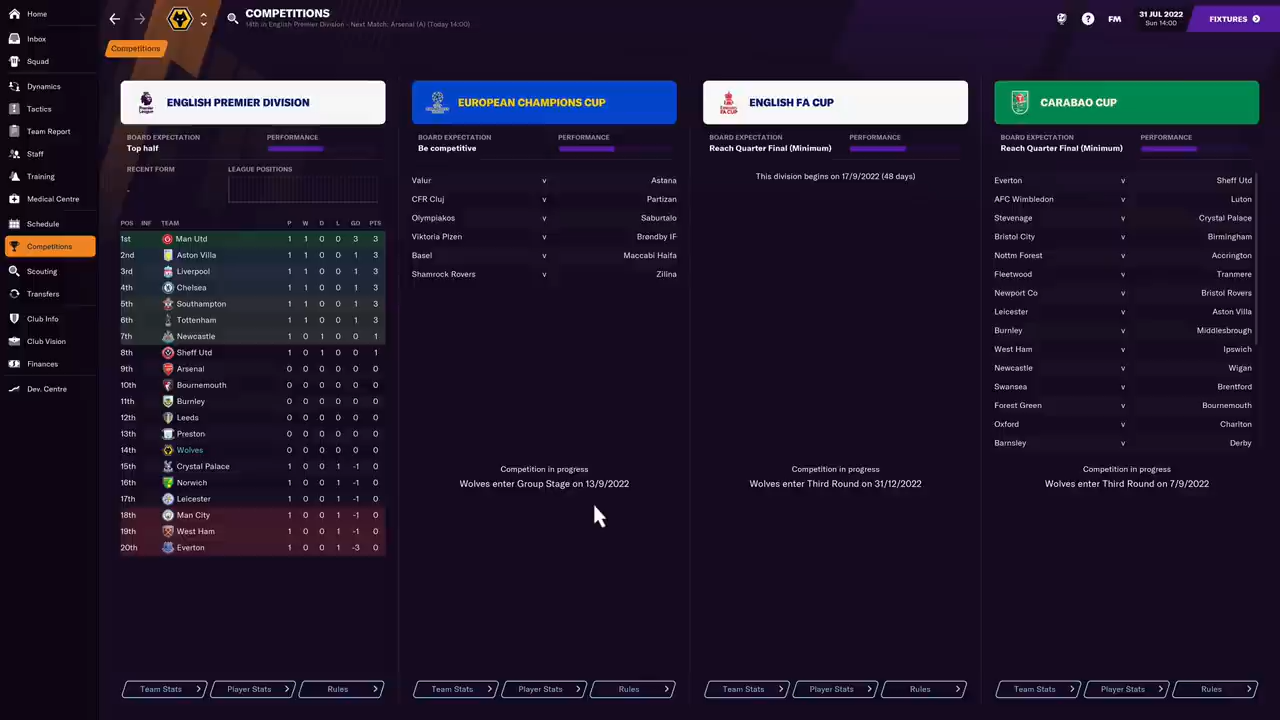 Home
Inbox
Squad
Dynamics
Tactics
Team Report
Staff
Training
Medical Centre
Schedule
Competitions
Scouting
Transfers
Club Info
Club Vision
Finances
Dev. Centre
COMPETITIONS
14th in English Premier Division - Next Match: Arsenal (A) (Today 14:00)
FM
31 JUL 2022
Sun 14:00
FIXTURES
Competitions
ENGLISH PREMIER DIVISION
BOARD EXPECTATION PERFORMANCE
Top half
RECENT FORM LEAGUE POSITIONS
-
POS INF TEAM P W D L GD PTS
1st Man Utd 1 1 0 0 3 3
2nd Aston Villa 1 1 0 0 1 3
3rd Liverpool 1 1 0 0 1 3
4th Chelsea 1 1 0 0 1 3
5th Southampton 1 1 0 0 1 3
6th Tottenham 1 1 0 0 1 3
7th Newcastle 1 0 1 0 0 1
8th Sheff Utd 1 0 1 0 0 1
9th Arsenal 0 0 0 0 0 0
10th Bournemouth 0 0 0 0 0 0
11th Burnley 0 0 0 0 0 0
12th Leeds 0 0 0 0 0 0
13th Preston 0 0 0 0 0 0
14th Wolves 0 0 0 0 0 0
15th Crystal Palace 1 0 0 1 -1 0
16th Norwich 1 0 0 1 -1 0
17th Leicester 1 0 0 1 -1 0
18th Man City 1 0 0 1 -1 0
19th West Ham 1 0 0 1 -1 0
20th Everton 1 0 0 1 -3 0
Team Stats Player Stats Rules
EUROPEAN CHAMPIONS CUP
BOARD EXPECTATION PERFORMANCE
Be competitive
Valur v Astana
CFR Cluj v Partizan
Olympiakos v Saburtalo
Viktoria Plzen v Brøndby IF
Basel v Maccabi Haifa
Shamrock Rovers v Zilina
Competition in progress
Wolves enter Group Stage on 13/9/2022
Team Stats Player Stats Rules
ENGLISH FA CUP
BOARD EXPECTATION PERFORMANCE
Reach Quarter Final (Minimum)
This division begins on 17/9/2022 (48 days)
Competition in progress
Wolves enter Third Round on 31/12/2022
Team Stats Player Stats Rules
CARABAO CUP
BOARD EXPECTATION PERFORMANCE
Reach Quarter Final (Minimum)
Everton v Sheff Utd
AFC Wimbledon v Luton
Stevenage v Crystal Palace
Bristol City v Birmingham
Nottm Forest v Accrington
Fleetwood v Tranmere
Newport Co v Bristol Rovers
Leicester v Aston Villa
Burnley v Middlesbrough
West Ham v Ipswich
Newcastle v Wigan
Swansea v Brentford
Forest Green v Bournemouth
Oxford v Charlton
Barnsley v Derby
Competition in progress
Wolves enter Third Round on 7/9/2022
Team Stats Player Stats Rules